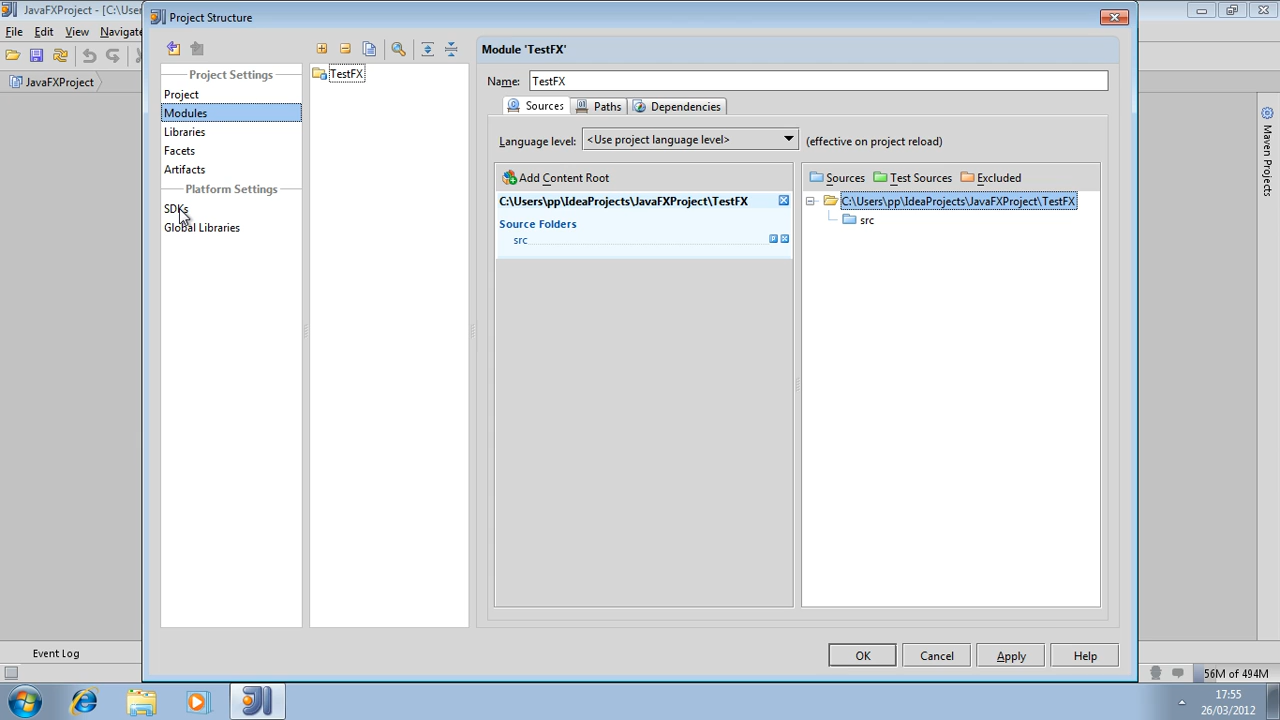 JavaFXProject - [C:\Us
Project Structure
File Edit View Navigate
JavaFXProject
Project Settings
Project
Modules
Libraries
Facets
Artifacts
Platform Settings
SDKs
Global Libraries
TestFX
Module 'TestFX'
Name: TestFX
Sources Paths Dependencies
Language level: <Use project language level> (effective on project reload)
Add Content Root
C:\Users\pp\IdeaProjects\JavaFXProject\TestFX
Source Folders
src
Sources Test Sources Excluded
C:\Users\pp\IdeaProjects\JavaFXProject\TestFX
src
Maven Projects
OK Cancel Apply Help
Event Log
56M of 494M
17:55
26/03/2012